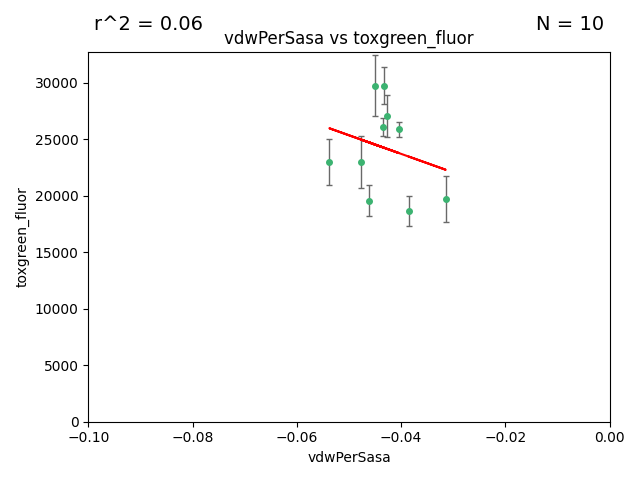 r^2 = 0.06
N = 10
vdwPerSasa vs toxgreen_fluor
30000
25000
20000
15000
10000
5000
0
toxgreen_fluor
−0.10
−0.08
−0.06
−0.04
−0.02
0.00
vdwPerSasa